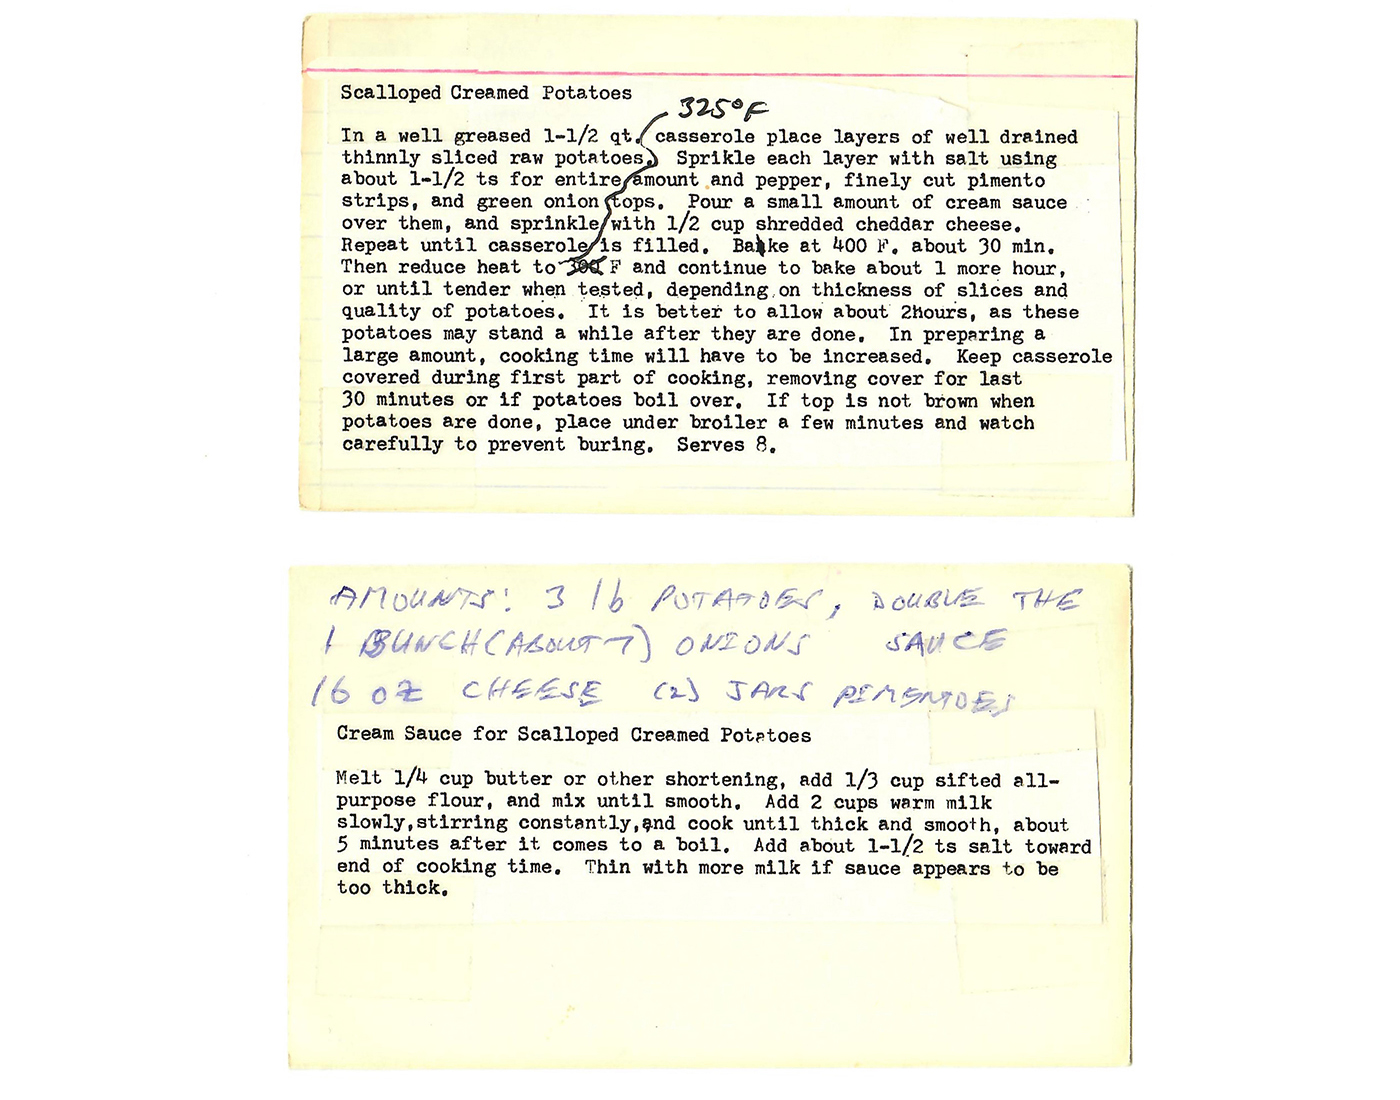 Scalloped Creamed Potatoes
325°F
In a well greased 1-1/2 qt. casserole place layers of well drained
thinnly sliced raw potatoes. Sprikle each layer with salt using
about 1-1/2 ts for entire amount and pepper, finely cut pimento
strips, and green onion tops. Pour a small amount of cream sauce
over them, and sprinkle with 1/2 cup shredded cheddar cheese.
Repeat until casserole is filled. Bake at 400 F. about 30 min.
Then reduce heat to 300 F and continue to bake about 1 more hour,
or until tender when tested, depending on thickness of slices and
quality of potatoes. It is better to allow about 2hours, as these
potatoes may stand a while after they are done. In preparing a
large amount, cooking time will have to be increased. Keep casserole
covered during first part of cooking, removing cover for last
30 minutes or if potatoes boil over. If top is not brown when
potatoes are done, place under broiler a few minutes and watch
carefully to prevent buring. Serves 8.
AMOUNTS: 3 lb POTATOES, DOUBLE THE
1 BUNCH (ABOUT 7) ONIONS SAUCE
16 OZ CHEESE (2) JARS PIMENTOES
Cream Sauce for Scalloped Creamed Potatoes
Melt 1/4 cup butter or other shortening, add 1/3 cup sifted all-
purpose flour, and mix until smooth. Add 2 cups warm milk
slowly,stirring constantly,and cook until thick and smooth, about
5 minutes after it comes to a boil. Add about 1-1/2 ts salt toward
end of cooking time. Thin with more milk if sauce appears to be
too thick.